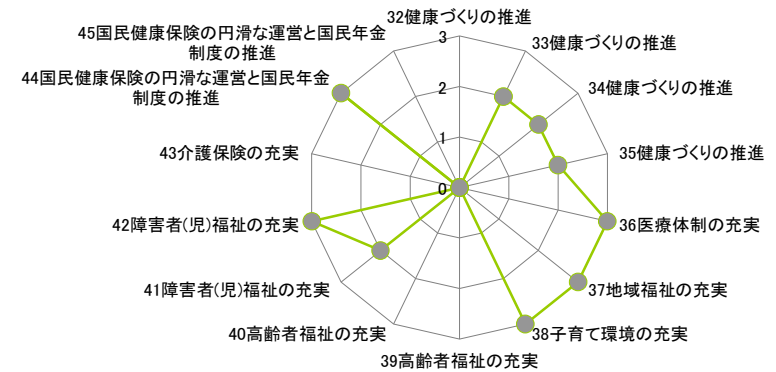 32健康づくりの推進
33健康づくりの推進
34健康づくりの推進
35健康づくりの推進
36医療体制の充実
37地域福祉の充実
38子育て環境の充実
39高齢者福祉の充実
40高齢者福祉の充実
41障害者(児)福祉の充実
42障害者(児)福祉の充実
43介護保険の充実
44国民健康保険の円滑な運営と国民年金
制度の推進
45国民健康保険の円滑な運営と国民年金
制度の推進
3
2
1
0